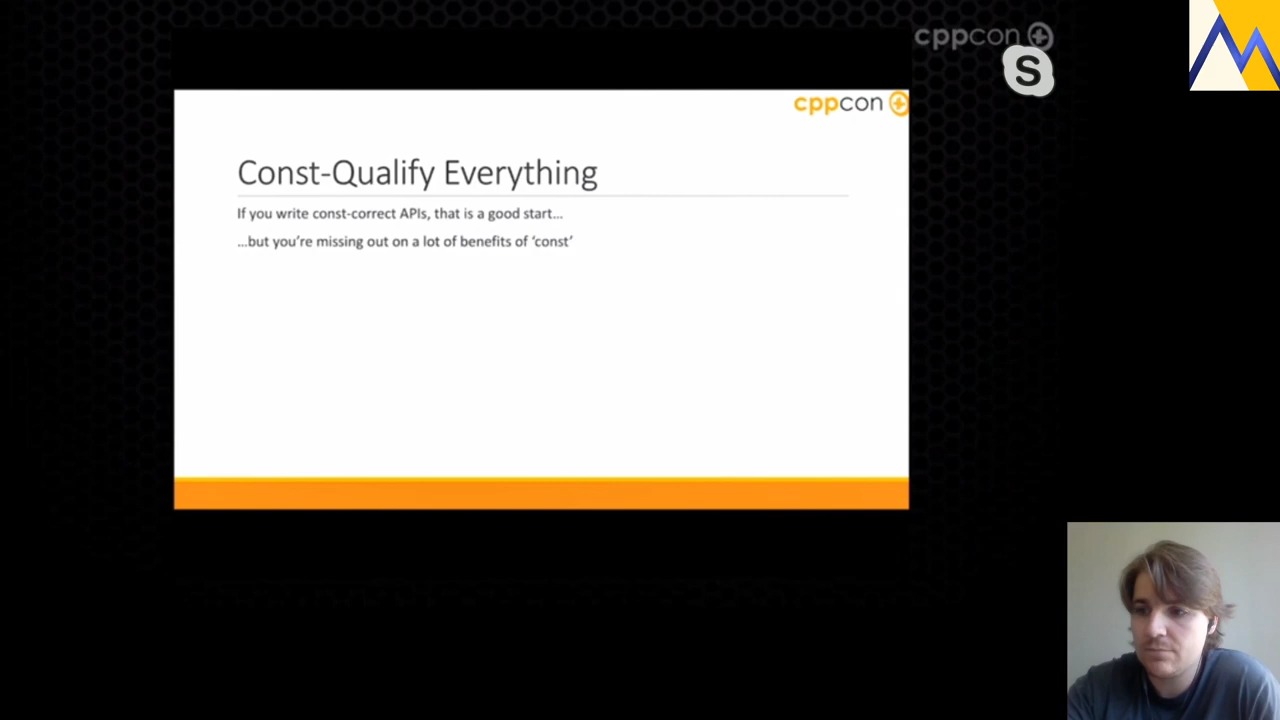 cppcon
S
cppcon
Const-Qualify Everything
If you write const-correct APIs, that is a good start…
…but you’re missing out on a lot of benefits of ‘const’